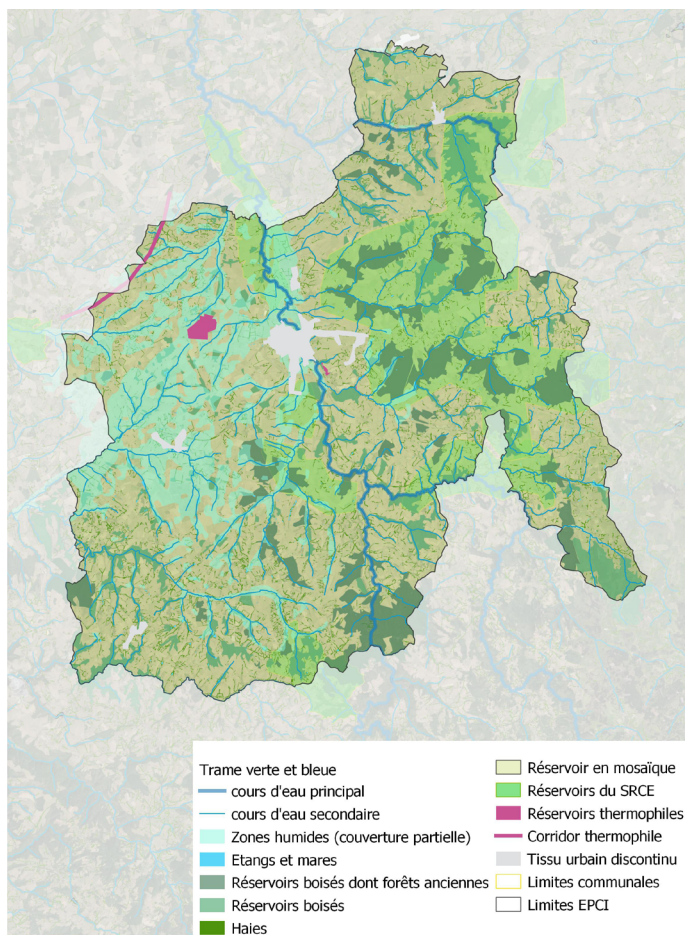 Trame verte et bleue
cours d'eau principal
cours d'eau secondaire
Zones humides (couverture partielle)
Etangs et mares
Réservoirs boisés dont forêts anciennes
Réservoirs boisés
Haies
Réservoir en mosaïque
Réservoirs du SRCE
Réservoirs thermophiles
Corridor thermophile
Tissu urbain discontinu
Limites communales
Limites EPCI